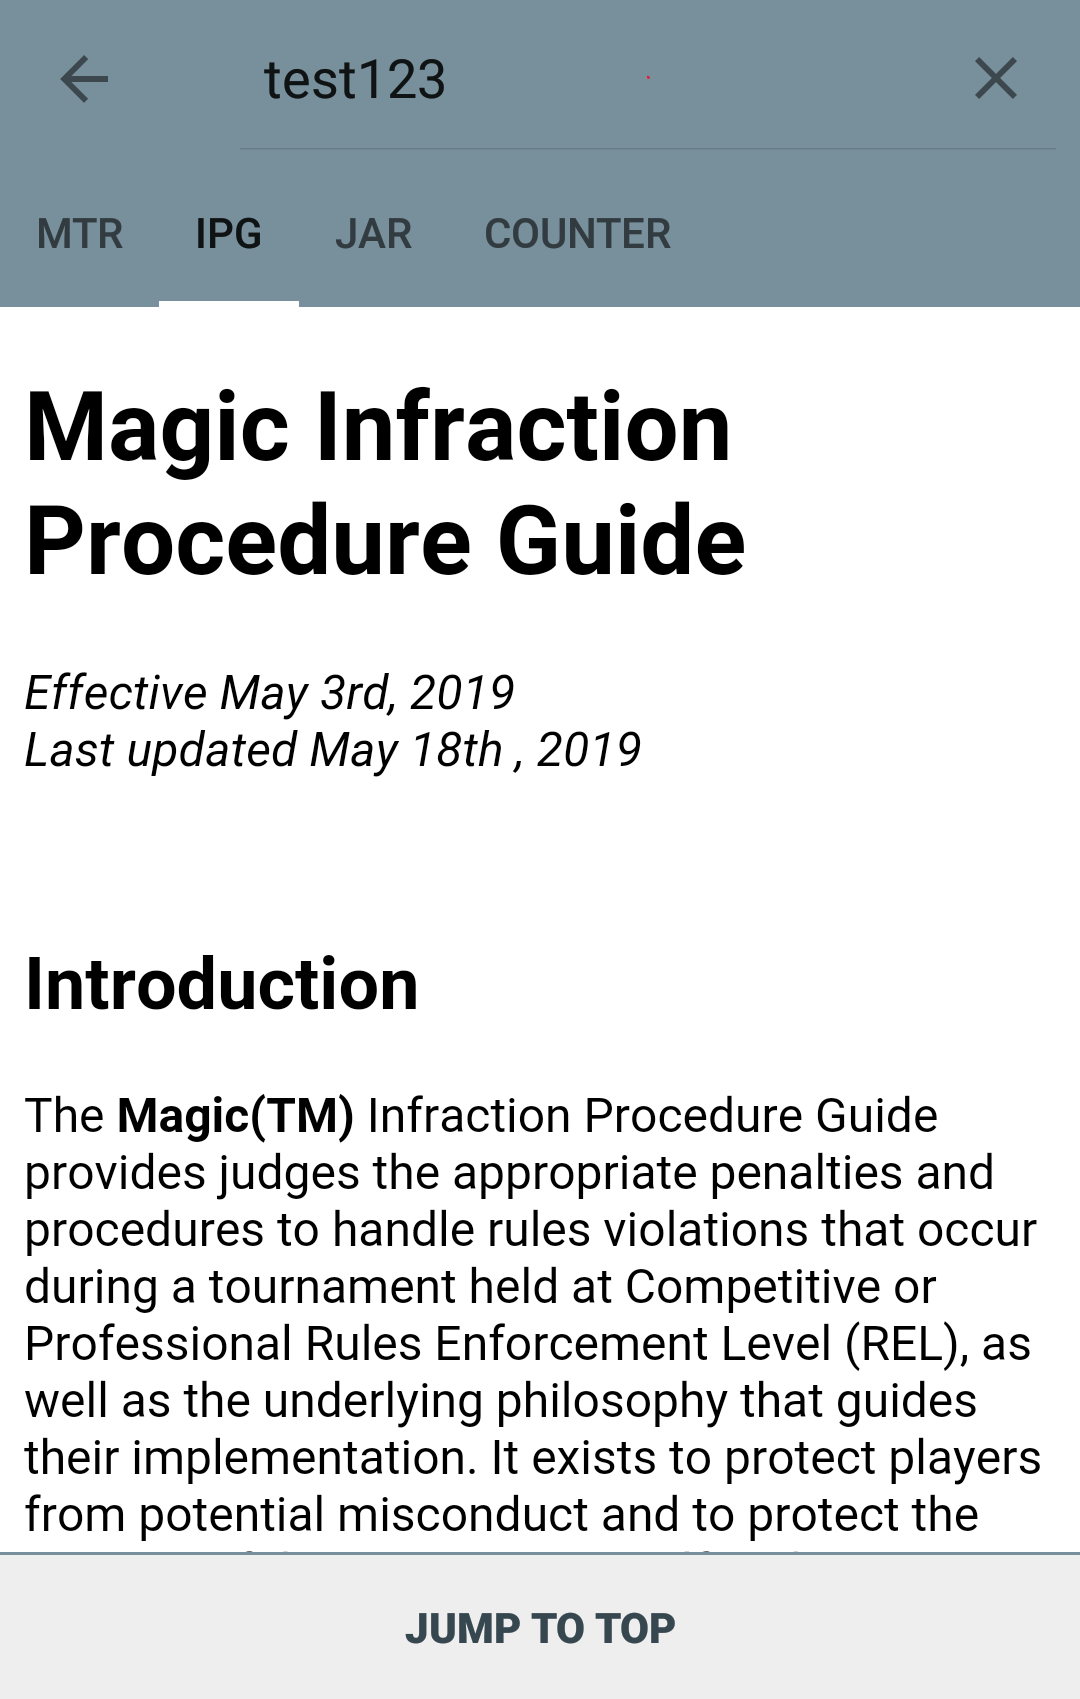 test123
MTR IPG JAR COUNTER
Magic Infraction
Procedure Guide
Effective May 3rd, 2019
Last updated May 18th , 2019
Introduction
The Magic(TM) Infraction Procedure Guide
provides judges the appropriate penalties and
procedures to handle rules violations that occur
during a tournament held at Competitive or
Professional Rules Enforcement Level (REL), as
well as the underlying philosophy that guides
their implementation. It exists to protect players
from potential misconduct and to protect the
JUMP TO TOP